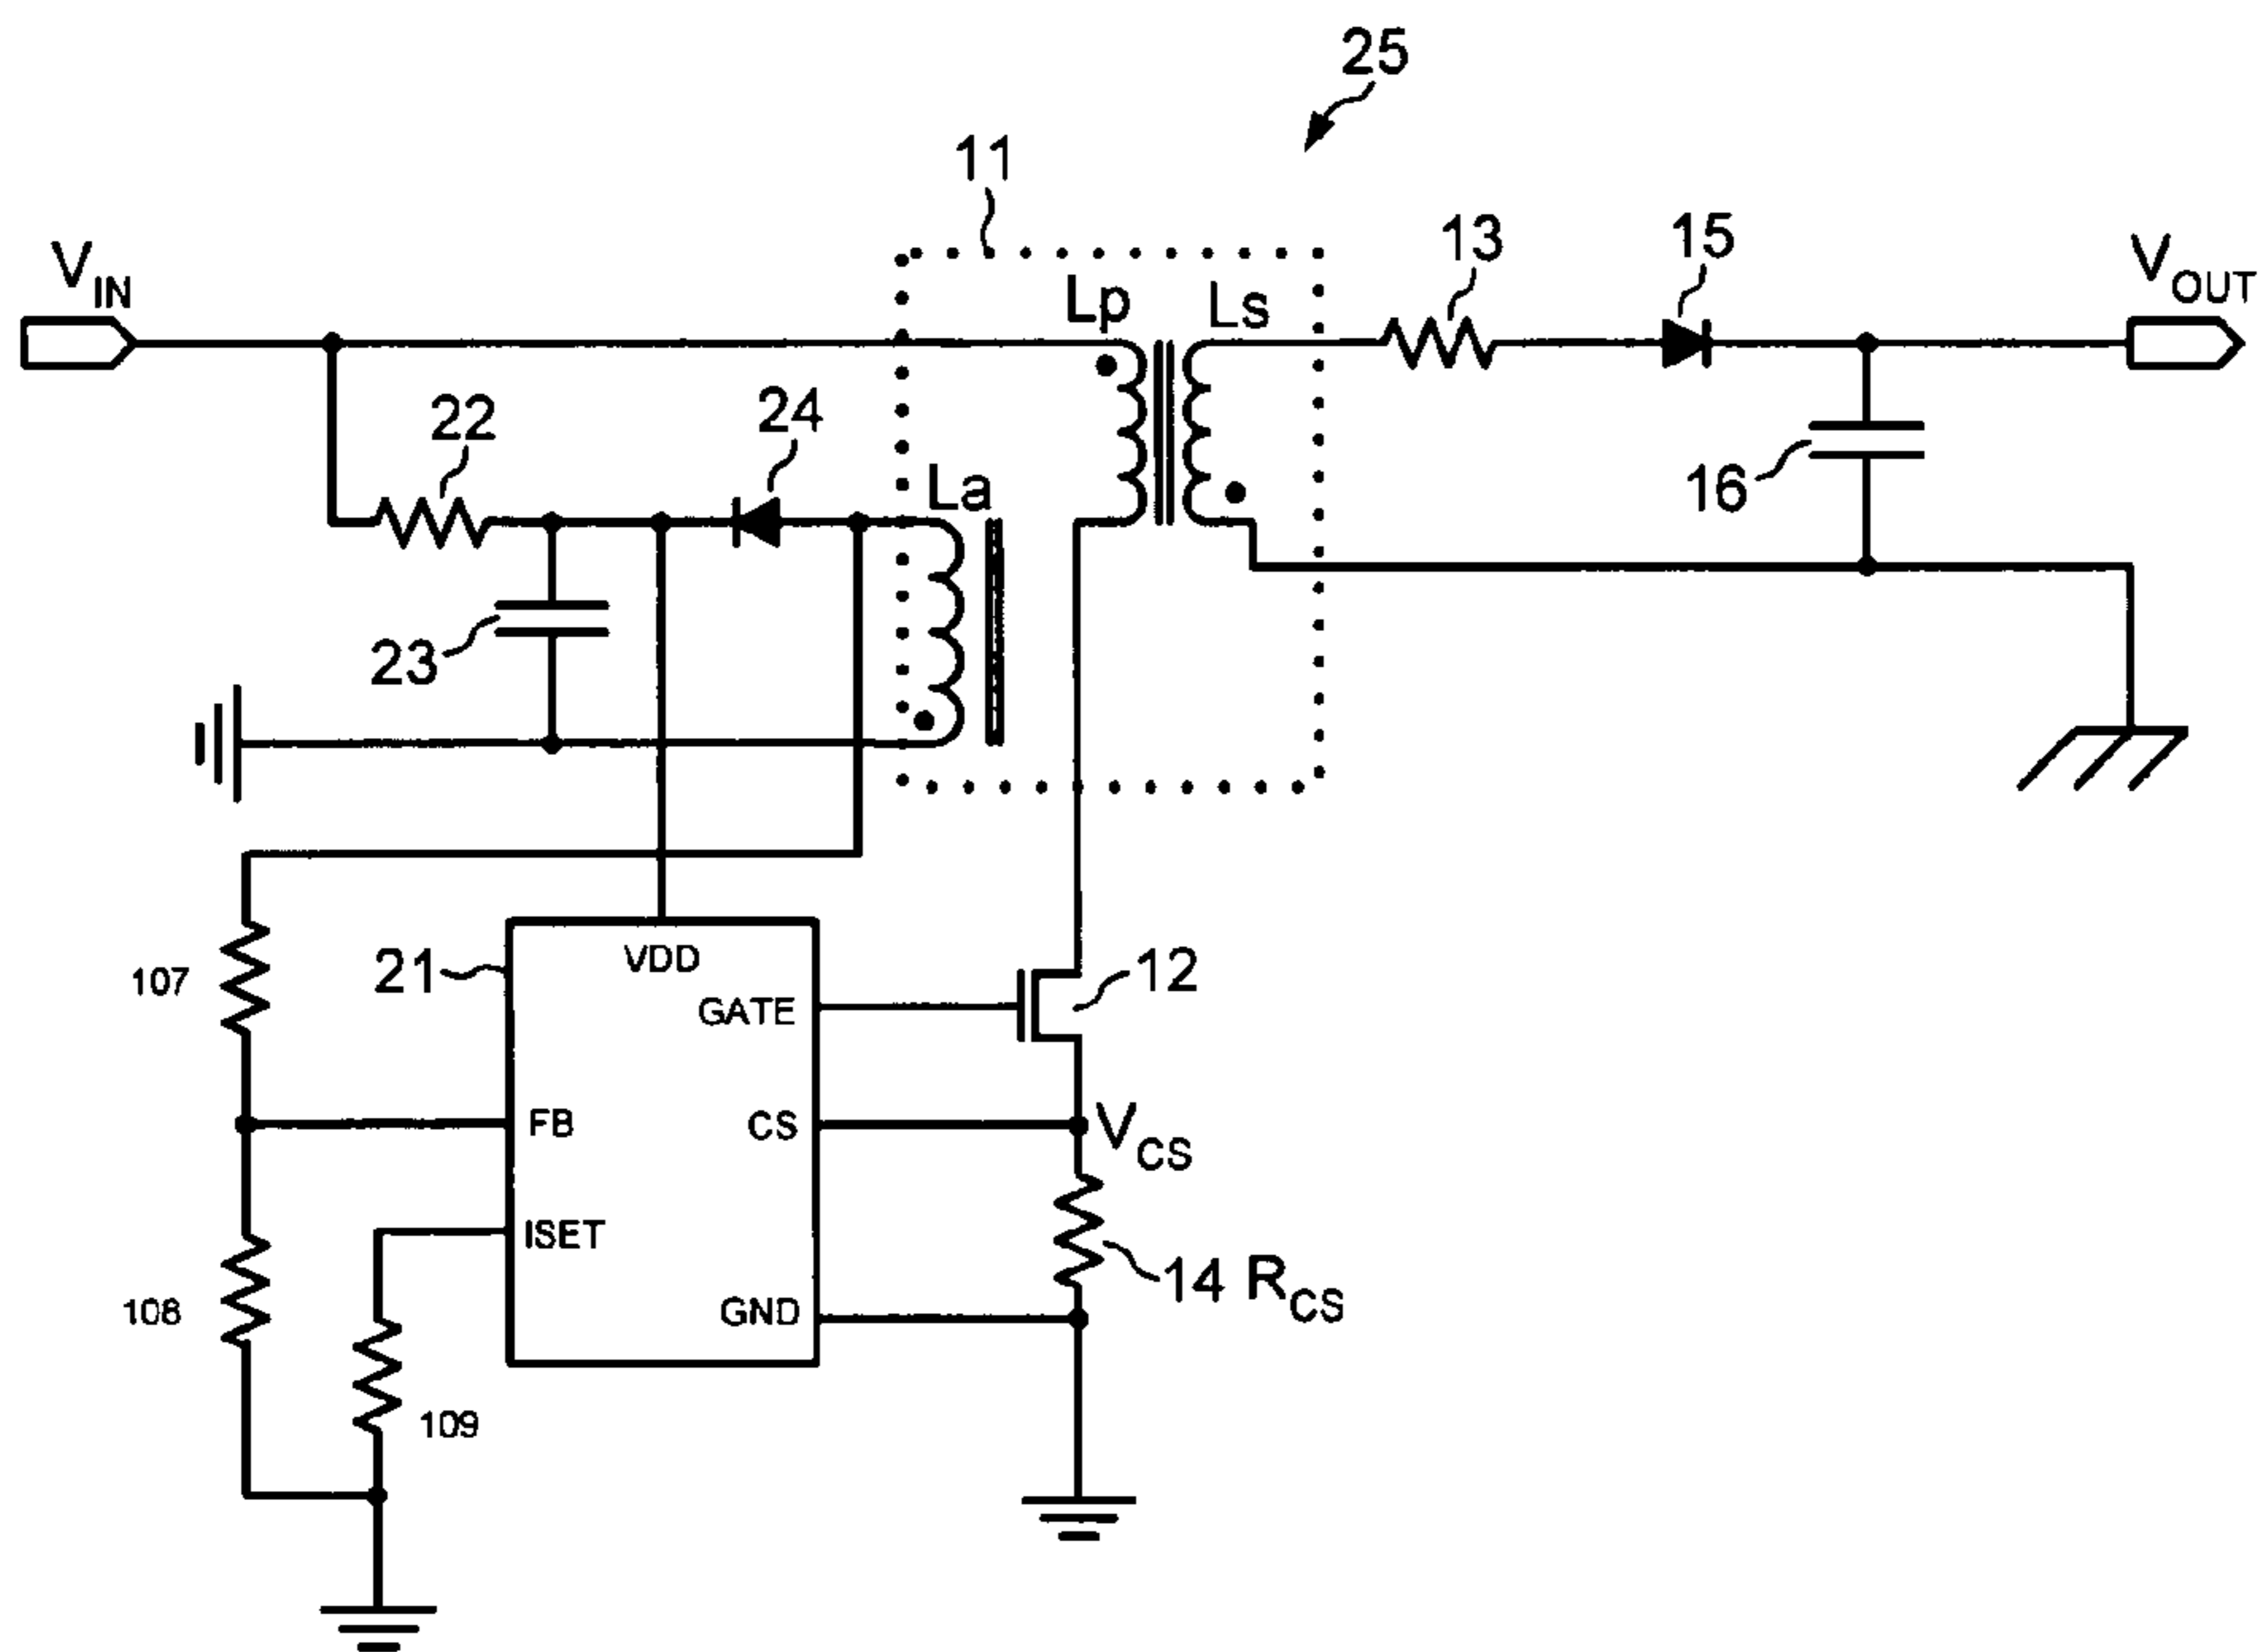 25
11
13
15
VIN
Lp
Ls
VOUT
22
24
La
16
23
21
VDD
12
107
GATE
FB
CS
VCS
ISET
14 RCS
108
GND
109